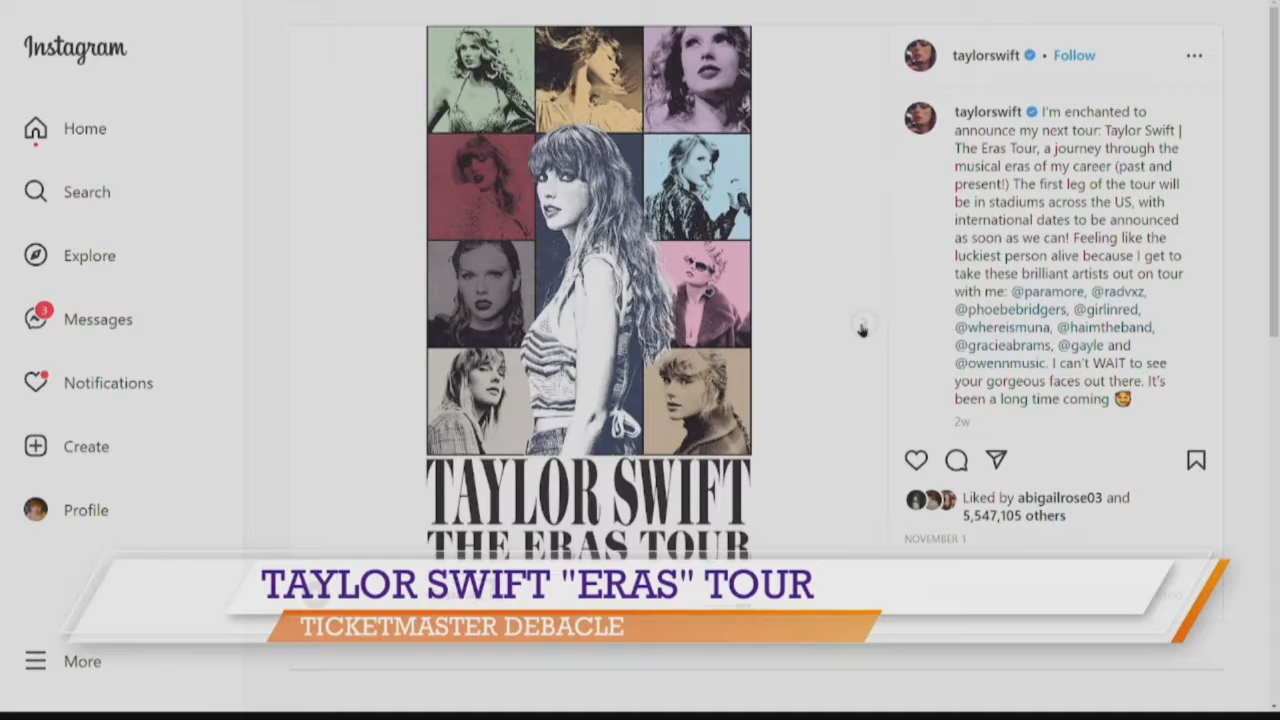 Instagram
Home
Search
Explore
3
Messages
Notifications
Create
Profile
More
TAYLOR SWIFT
THE ERAS TOUR
taylorswift • Follow
taylorswift I'm enchanted to
announce my next tour: Taylor Swift |
The Eras Tour, a journey through the
musical eras of my career (past and
present!) The first leg of the tour will
be in stadiums across the US, with
international dates to be announced
as soon as we can! Feeling like the
luckiest person alive because I get to
take these brilliant artists out on tour
with me: @paramore, @radvxz,
@phoebebridgers, @girlinred,
@whereismuna, @haimtheband,
@gracieabrams, @gayle and
@owennmusic. I can't WAIT to see
your gorgeous faces out there. It's
been a long time coming 🥰
2w
Liked by abigailrose03 and
5,547,105 others
NOVEMBER 1
TAYLOR SWIFT "ERAS" TOUR
TICKETMASTER DEBACLE